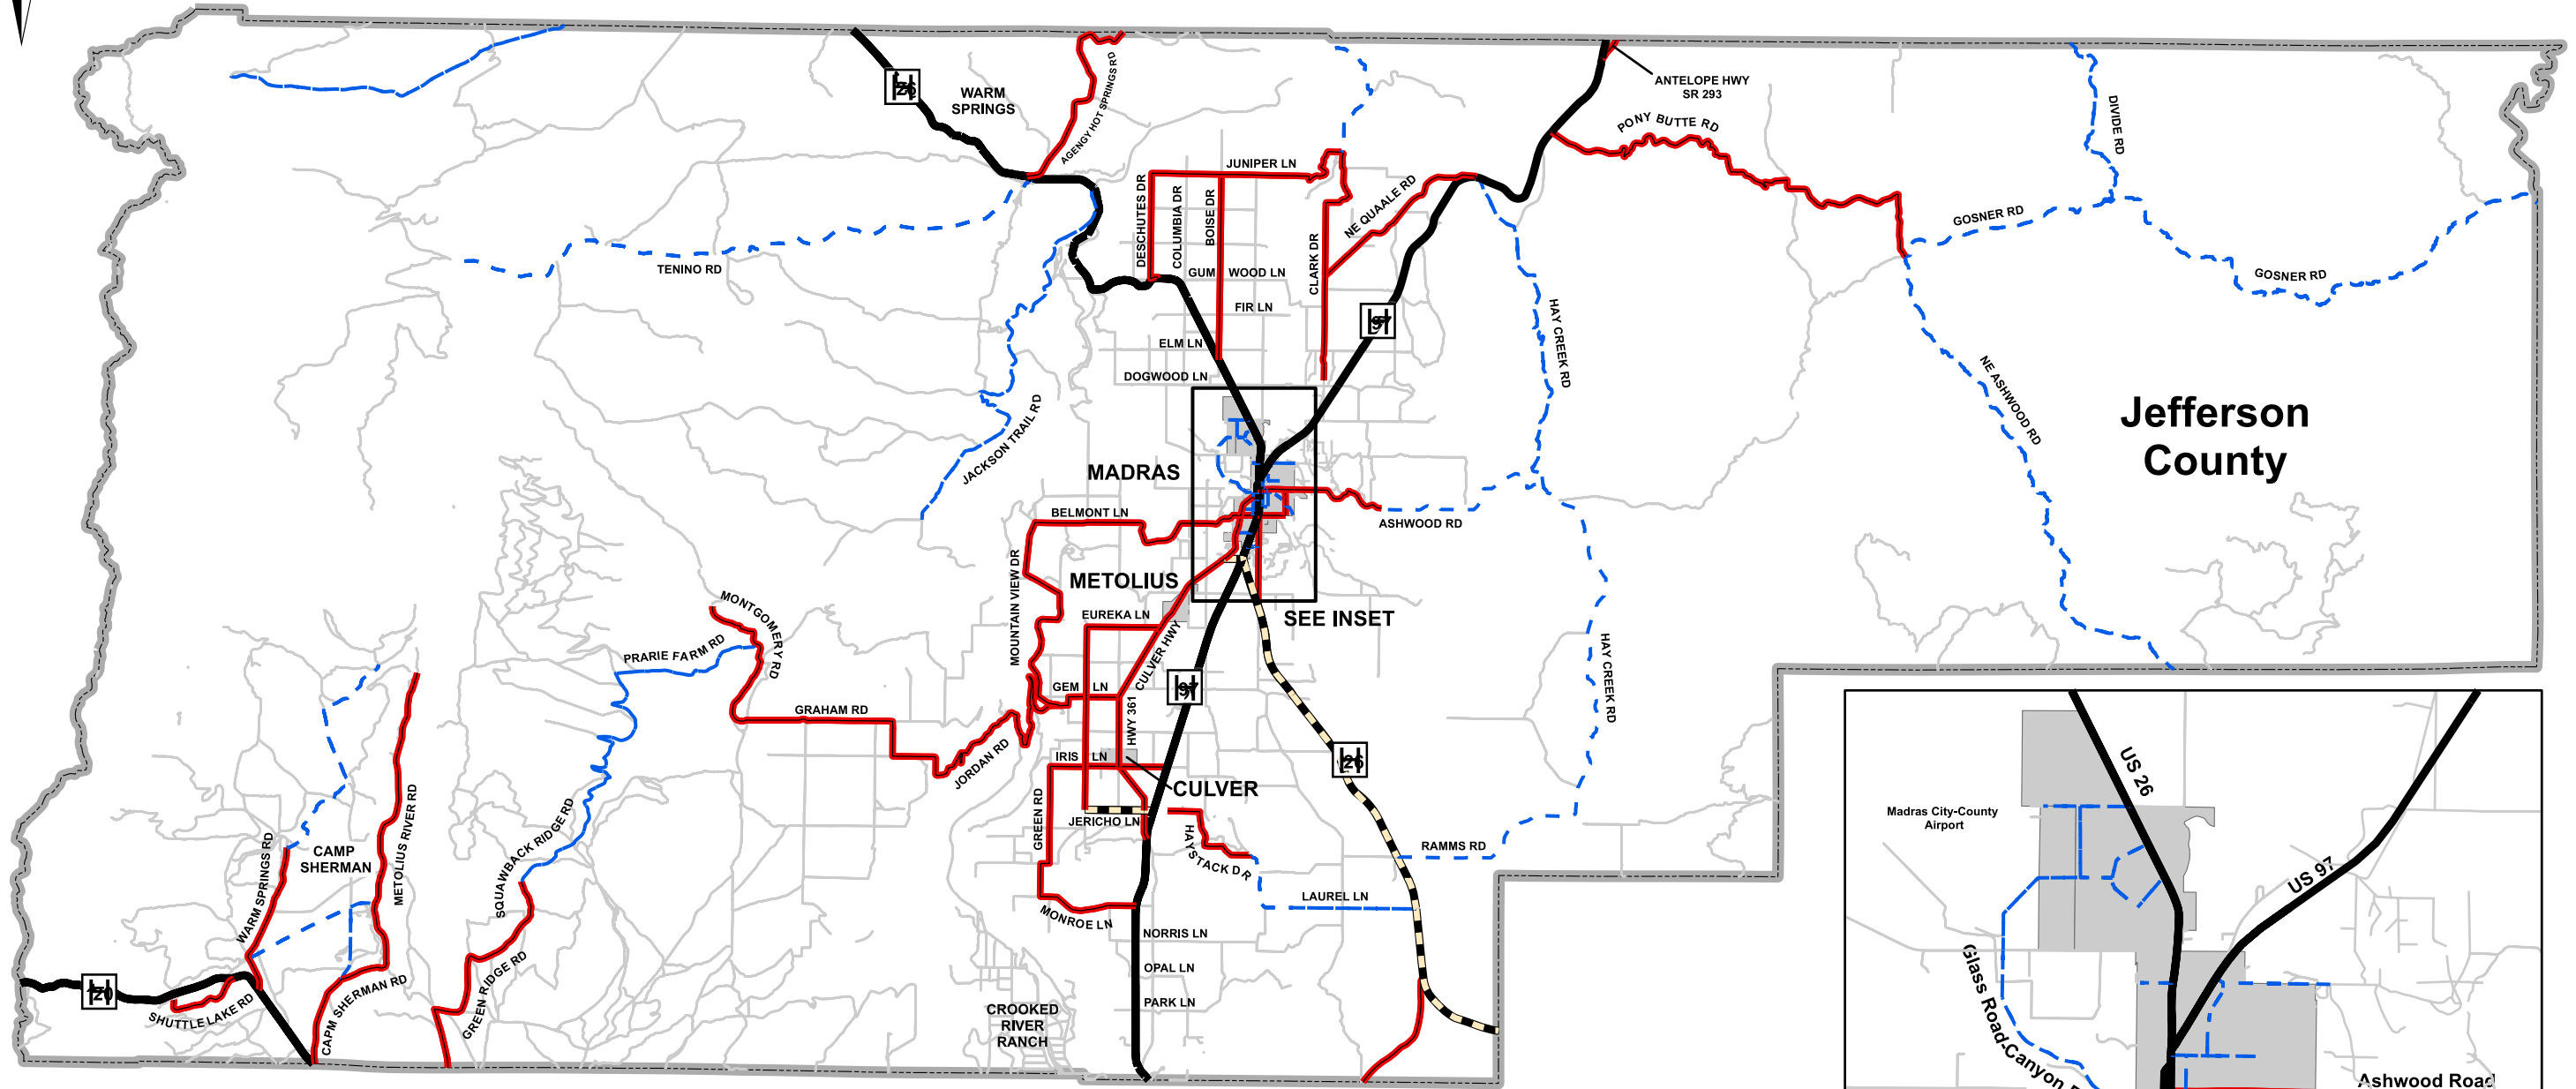 WARM
SPRINGS
AGENGY HOT SPRINGS RD
ANTELOPE HWY
SR 293
PONY BUTTE RD
DIVIDE RD
JUNIPER LN
DESCHUTES DR
COLUMBIA DR
BOISE DR
NE QUAALE RD
CLARK DR
GOSNER RD
GOSNER RD
TENINO RD
GUM WOOD LN
FIR LN
97
HAY CREEK RD
ELM LN
DOGWOOD LN
NE ASHWOOD RD
Jefferson
County
JACKSON TRAIL RD
MADRAS
BELMONT LN
ASHWOOD RD
MOUNTAIN VIEW DR
METOLIUS
EUREKA LN
SEE INSET
MONTGOMERY RD
PRARIE FARM RD
CULVER HWY
HAY CREEK RD
GEM LN
97
HWY 361
GRAHAM RD
JORDAN RD
IRIS LN
26
CULVER
GREEN RD
JERICHO LN
HAYSTACK DR
RAMMS RD
WARM SPRINGS RD
CAMP
SHERMAN
METOLIUS RIVER RD
SQUAWBACK RIDGE RD
LAUREL LN
MONROE LN
NORRIS LN
OPAL LN
PARK LN
20
SHUTTLE LAKE RD
CAPM SHERMAN RD
GREEN RIDGE RD
CROOKED
RIVER
RANCH
US 26
Madras City-County
Airport
US 97
Glass Road-Canyon
Ashwood Road